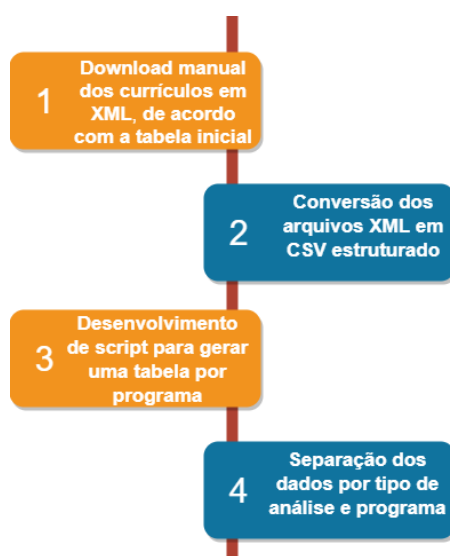 1
Download manual
dos currículos em
XML, de acordo
com a tabela inicial
2
Conversão dos
arquivos XML em
CSV estruturado
3
Desenvolvimento
de script para gerar
uma tabela por
programa
4
Separação dos
dados por tipo de
análise e programa